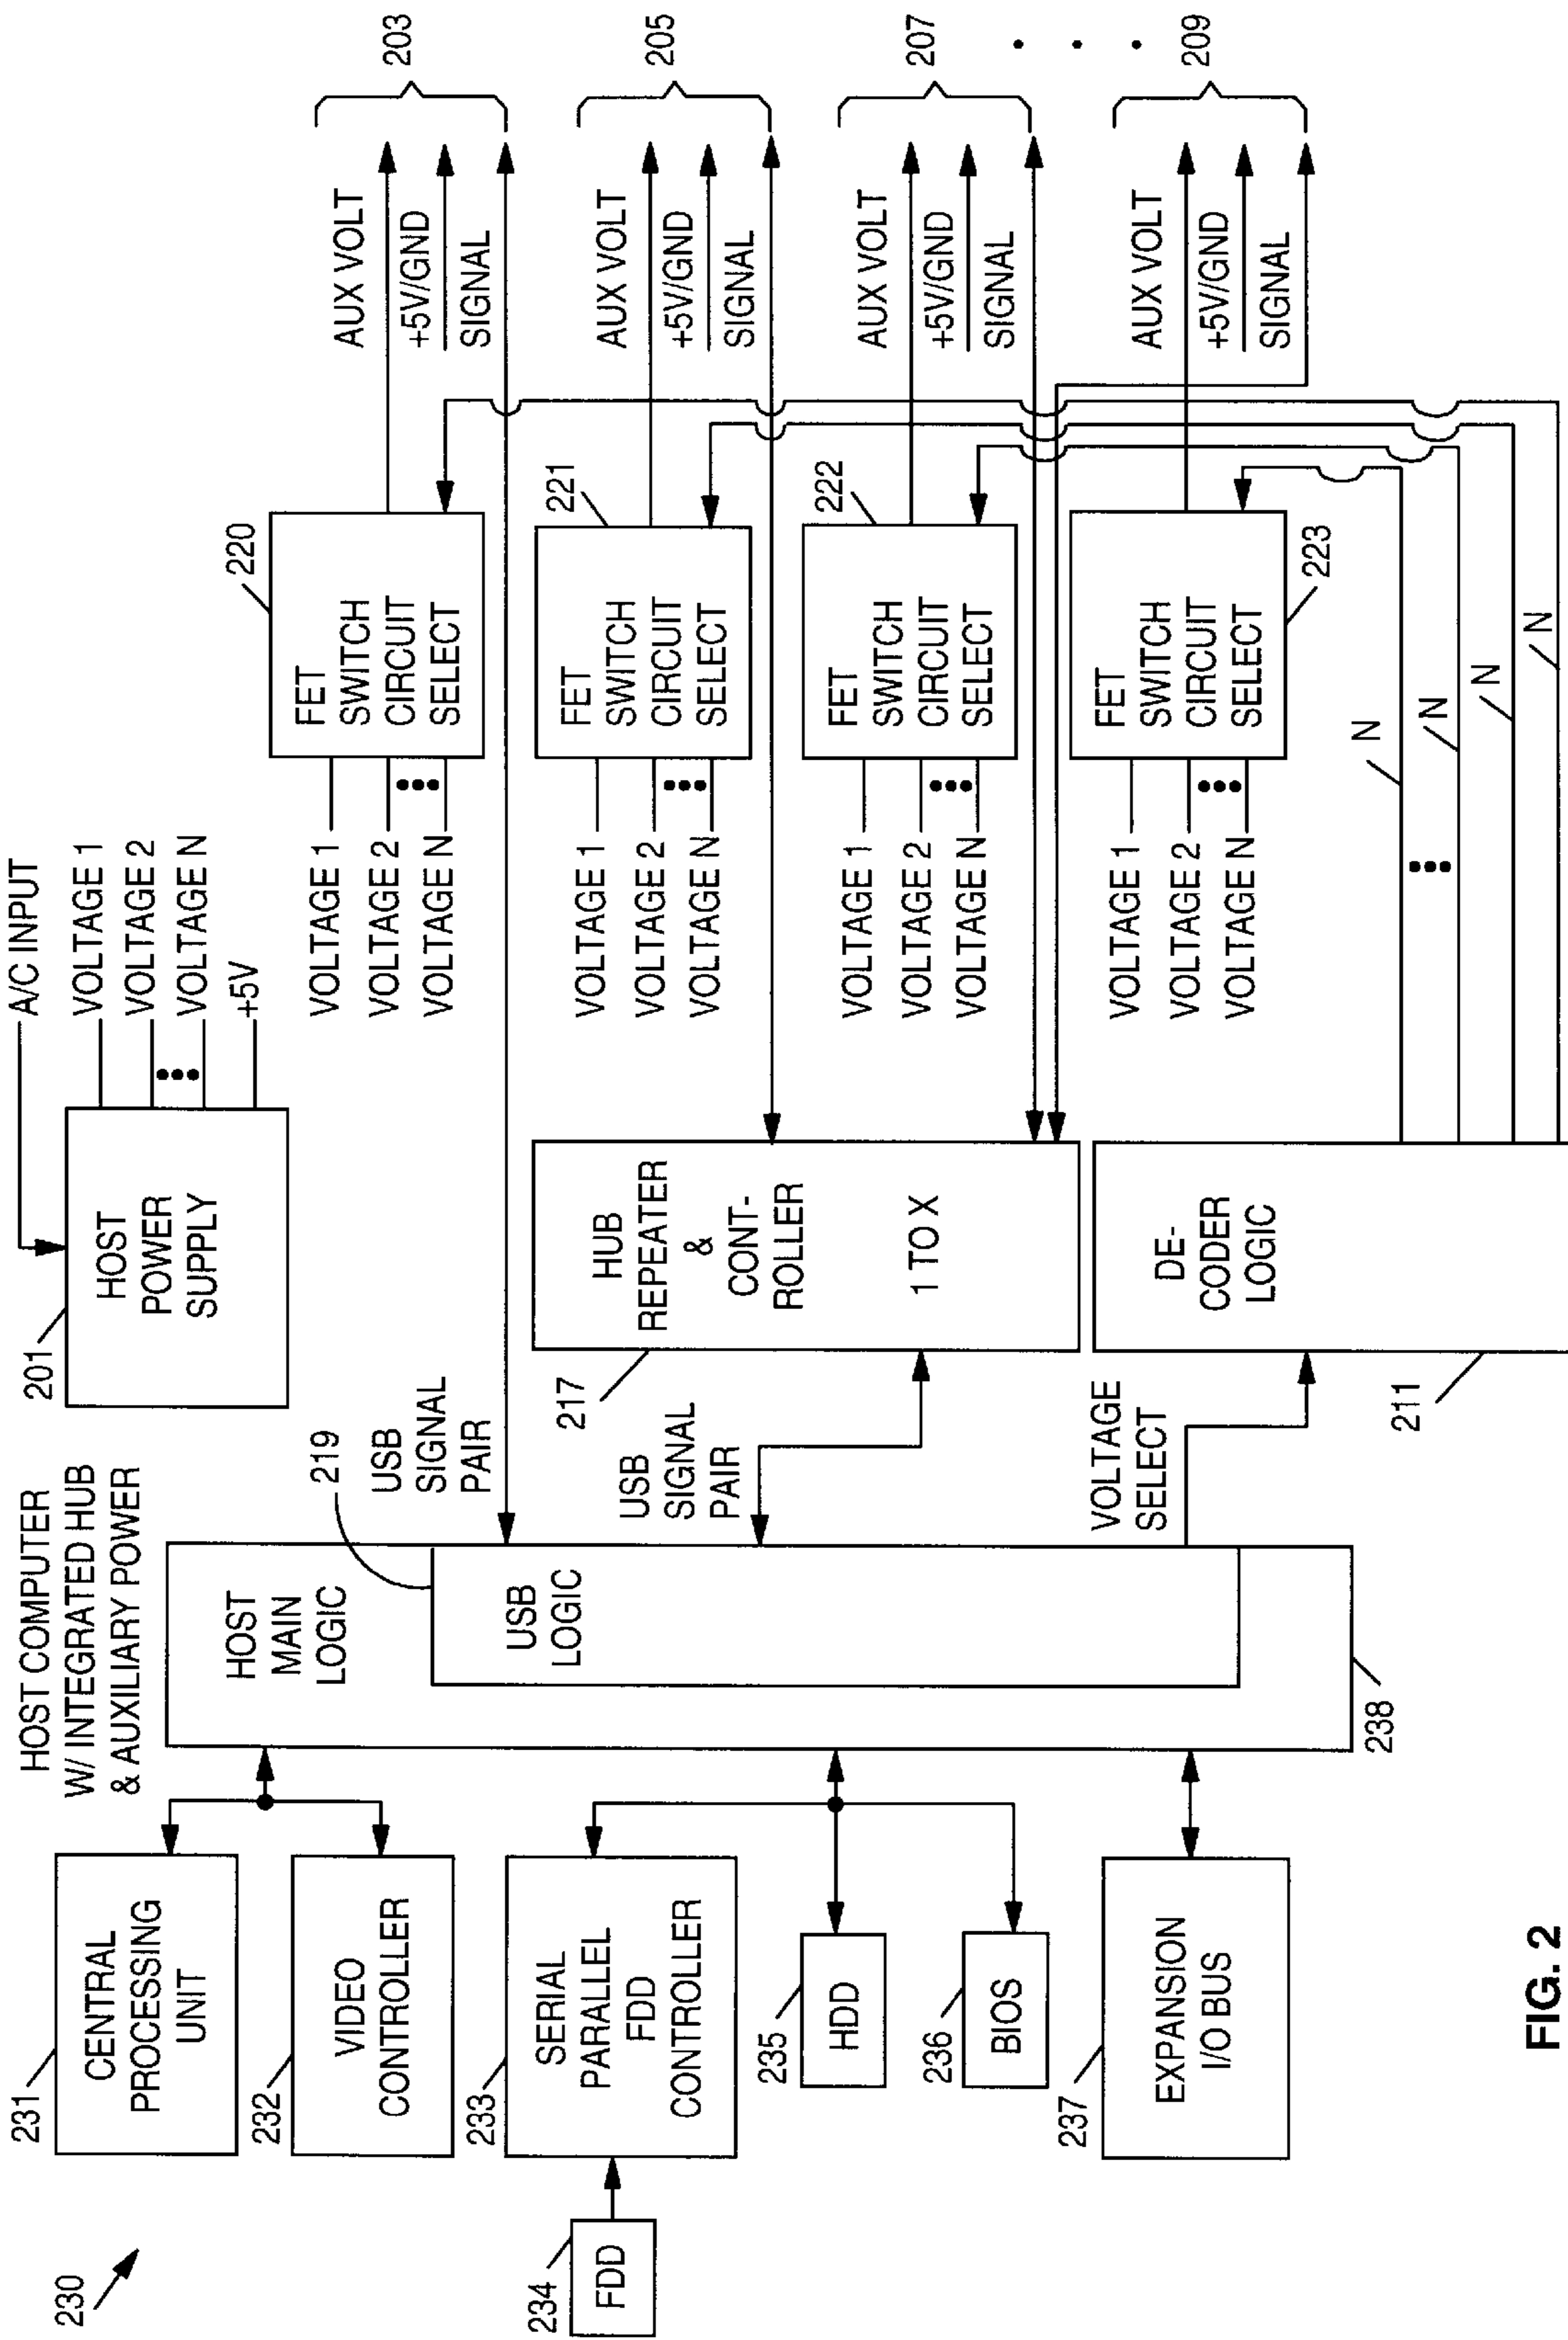 230
HOST COMPUTER
W/ INTEGRATED HUB
& AUXILIARY POWER
A/C INPUT
201
HOST
POWER
SUPPLY
VOLTAGE 1
VOLTAGE 2
VOLTAGE N
+5V
231
CENTRAL
PROCESSING
UNIT
232
VIDEO
CONTROLLER
234
FDD
233
SERIAL
PARALLEL
FDD
CONTROLLER
235
HDD
236
BIOS
237
EXPANSION
I/O BUS
HOST
MAIN
LOGIC
219
USB
LOGIC
238
USB
SIGNAL
PAIR
USB
SIGNAL
PAIR
VOLTAGE
SELECT
217
HUB
REPEATER
&
CONT-
ROLLER
1 TO X
DE-
CODER
LOGIC
211
VOLTAGE 1
VOLTAGE 2
VOLTAGE N
220
FET
SWITCH
CIRCUIT
SELECT
AUX VOLT
+5V/GND
SIGNAL
203
VOLTAGE 1
VOLTAGE 2
VOLTAGE N
221
FET
SWITCH
CIRCUIT
SELECT
AUX VOLT
+5V/GND
SIGNAL
205
VOLTAGE 1
VOLTAGE 2
VOLTAGE N
222
FET
SWITCH
CIRCUIT
SELECT
AUX VOLT
+5V/GND
SIGNAL
207
VOLTAGE 1
VOLTAGE 2
VOLTAGE N
FET
SWITCH
CIRCUIT
SELECT
223
AUX VOLT
+5V/GND
SIGNAL
209
N
N
N
N
FIG. 2